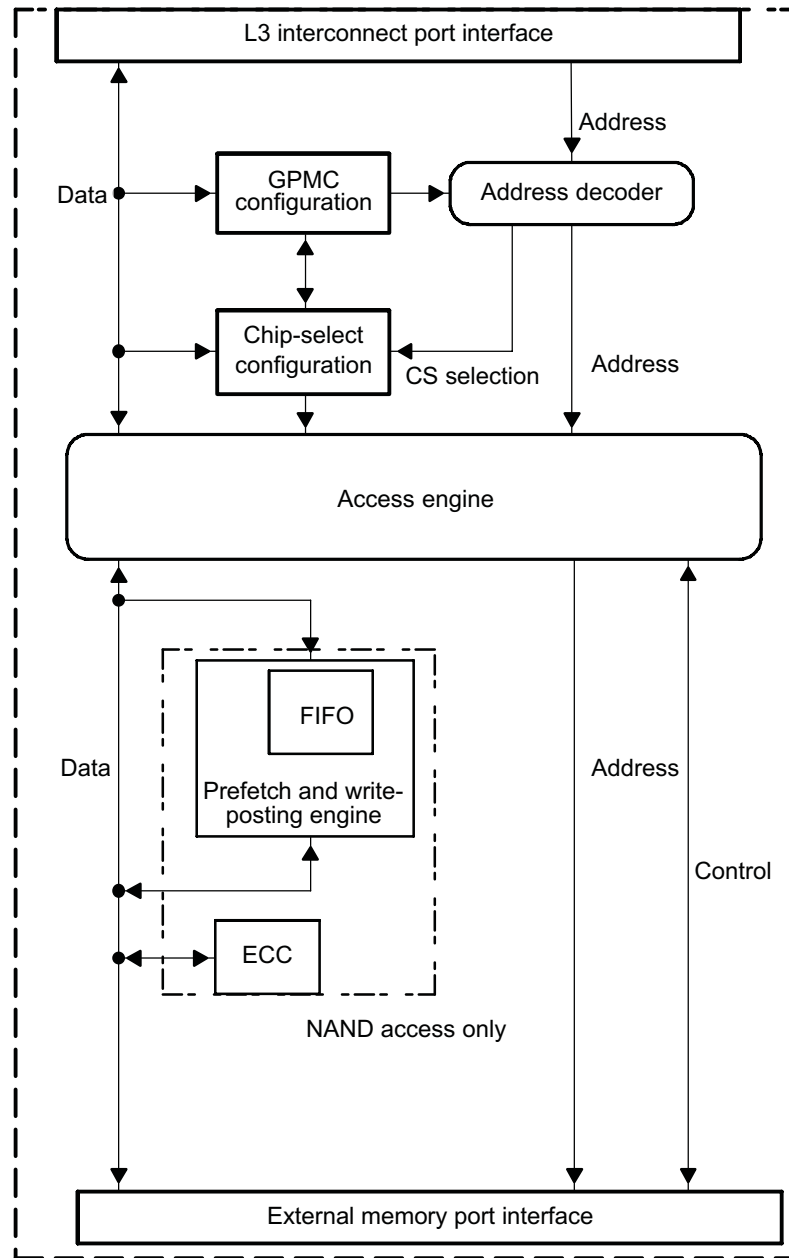 L3 interconnect port interface
Address
Data
GPMC
configuration
Address decoder
Chip-select
configuration
CS selection
Address
Access engine
FIFO
Data
Prefetch and write-
posting engine
Address
Control
ECC
NAND access only
External memory port interface